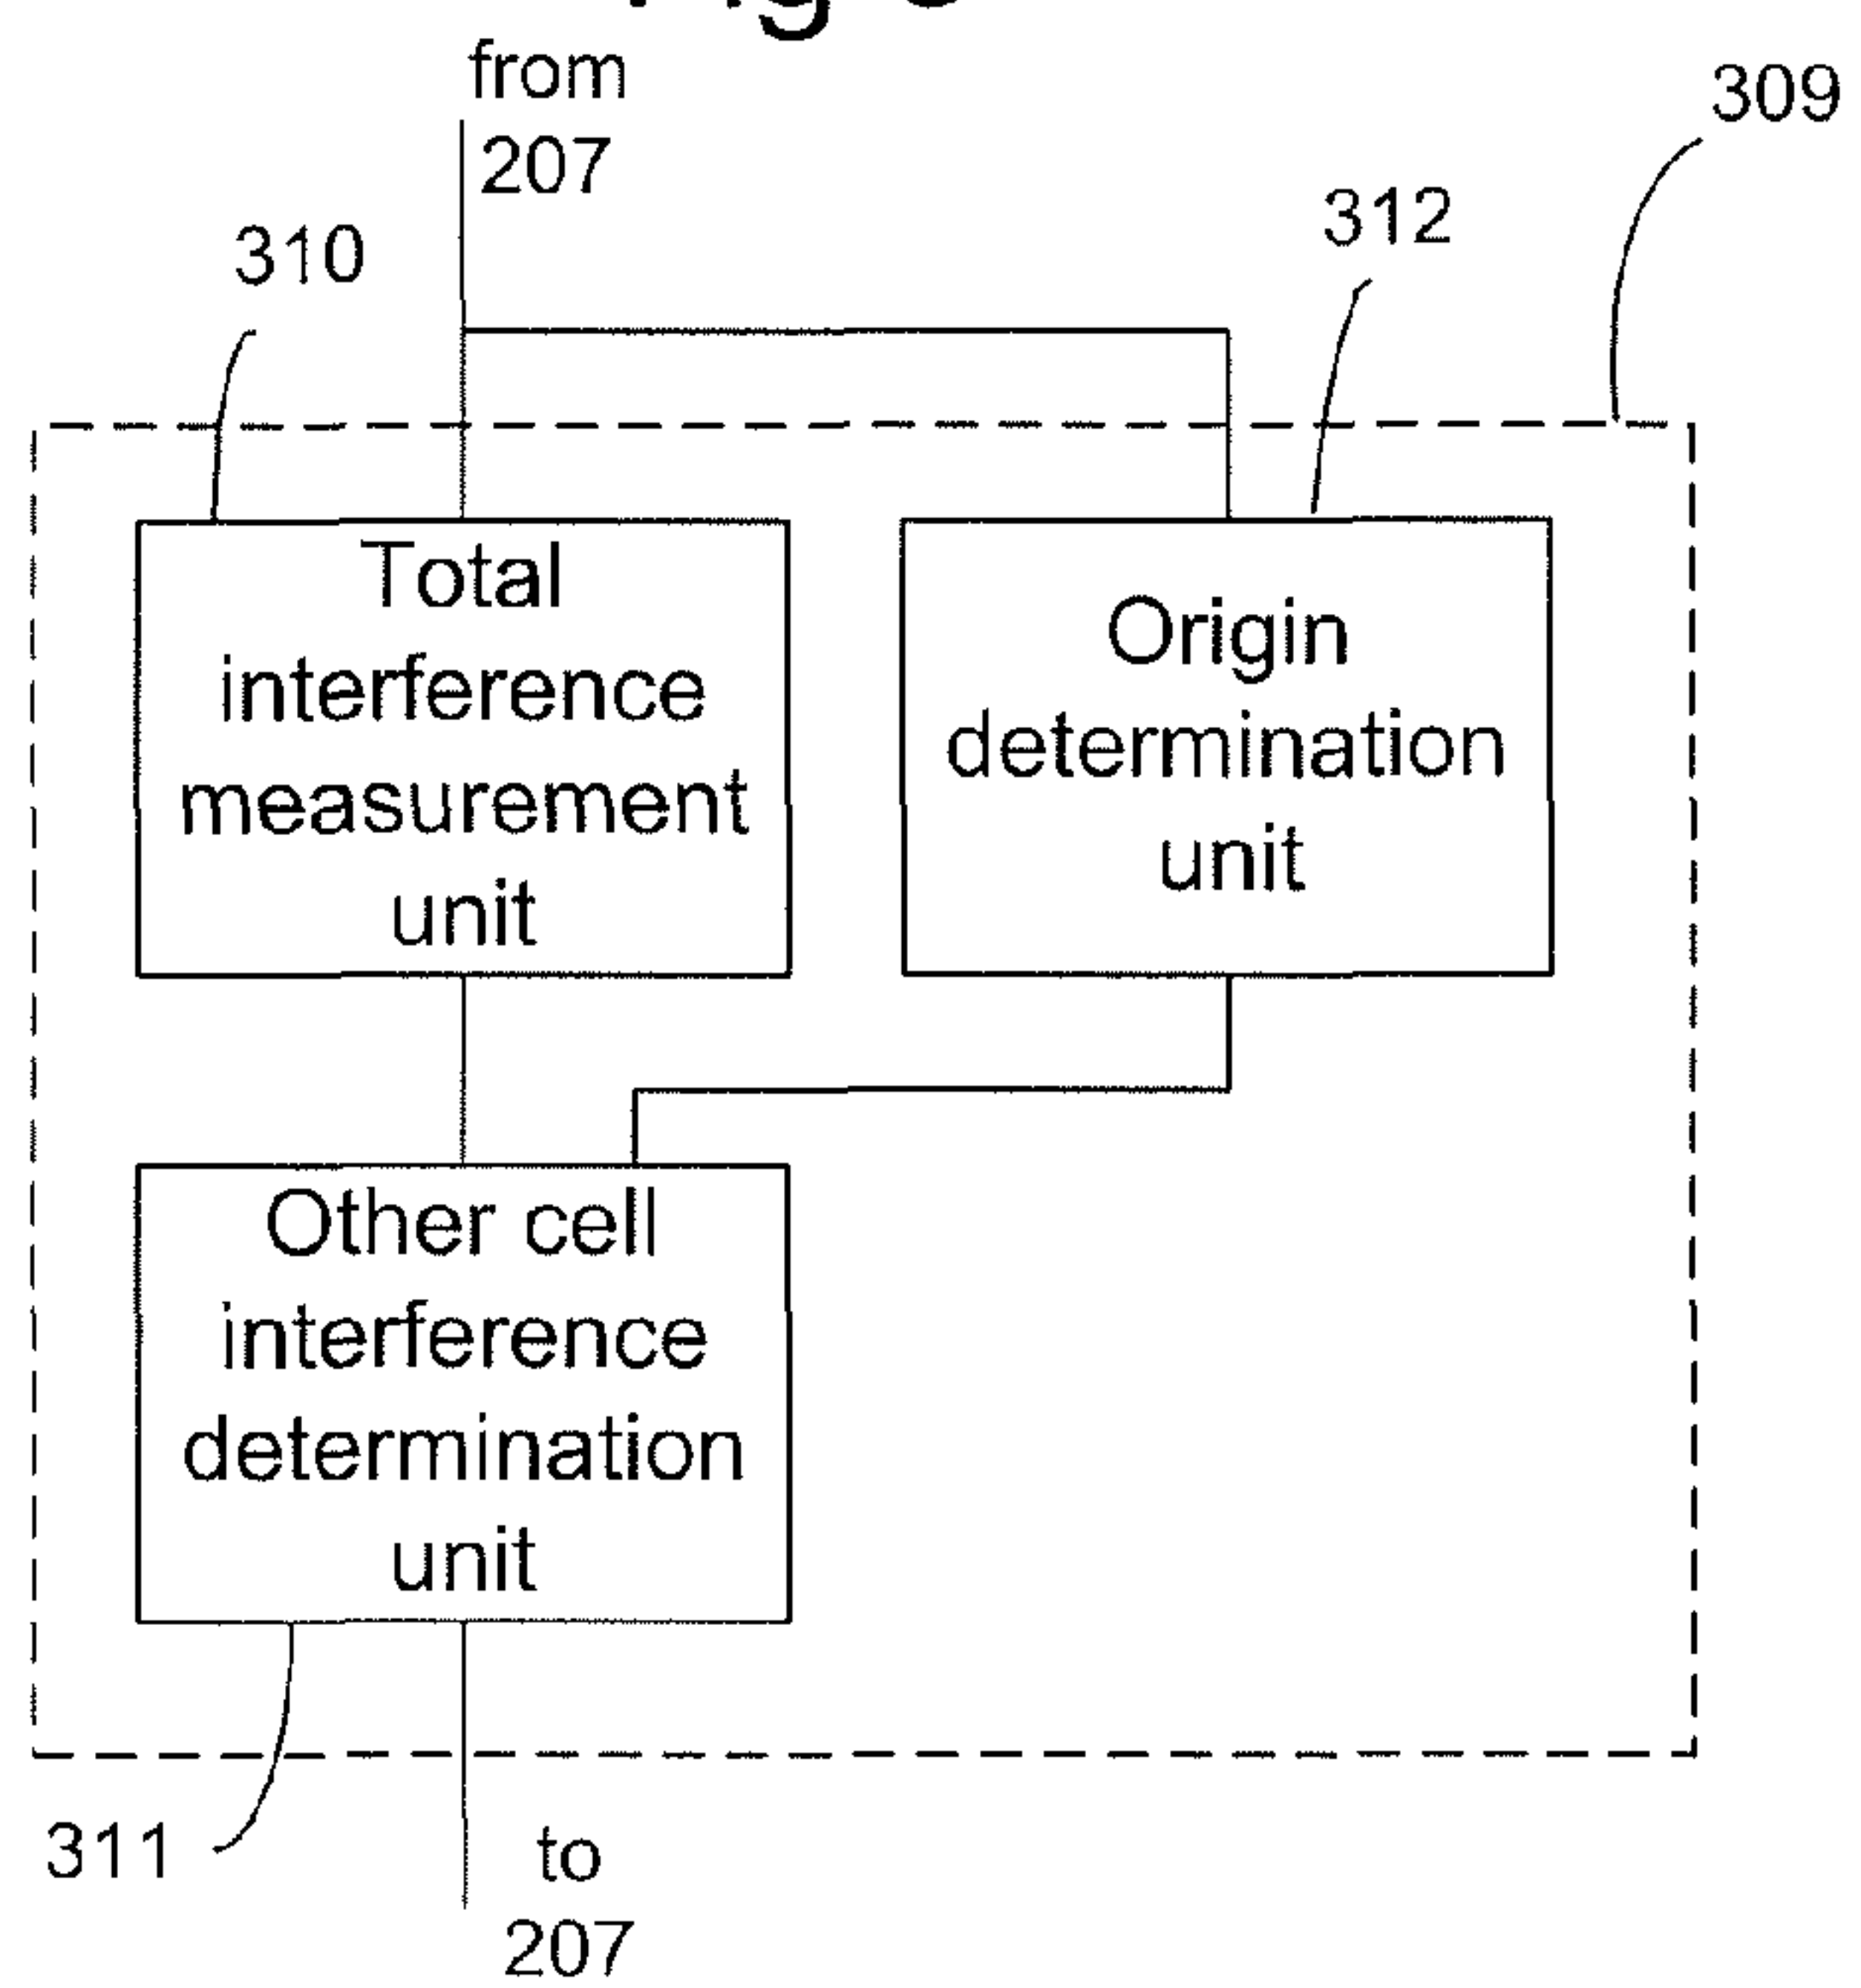 from
207
309
312
310
Total
interference
measurement
unit
Origin
determination
unit
Other cell
interference
determination
unit
311
to
207